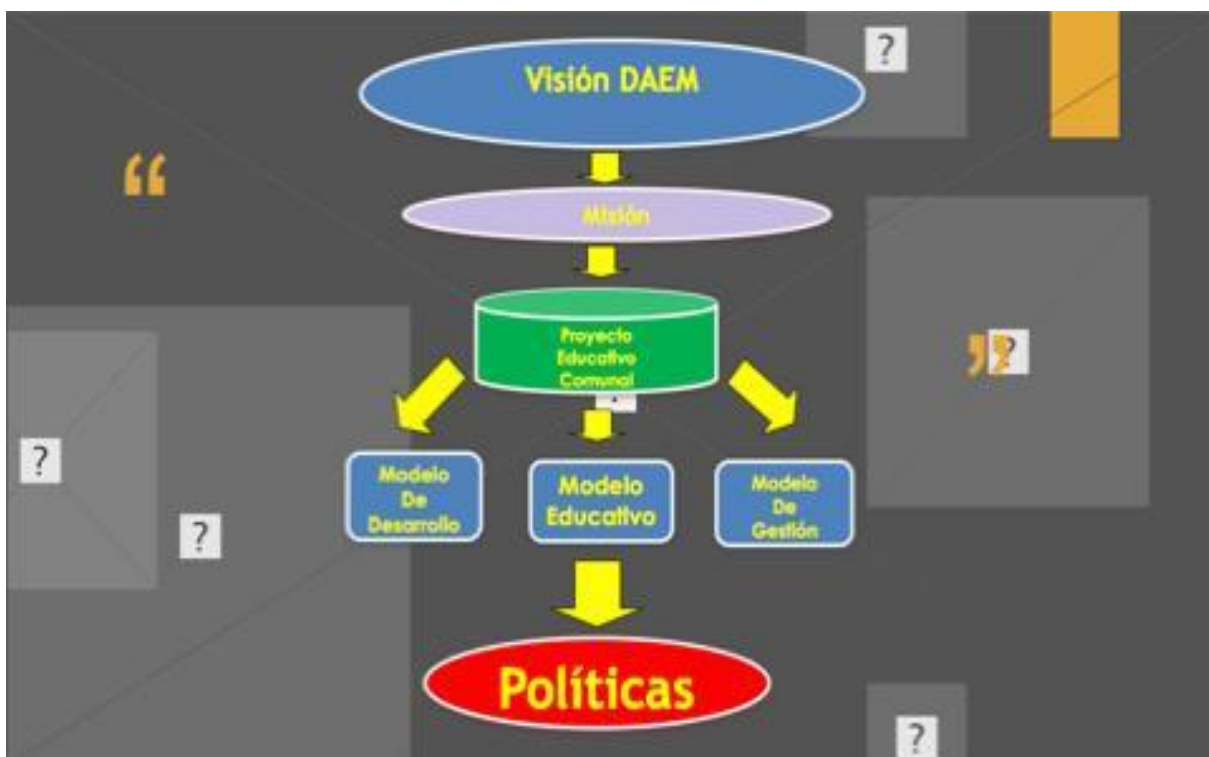 Visión DAEM
?
“
Misión
Proyecto
Educativo
Comunal
”
?
?
Modelo
De
Desarrollo
Modelo
Educativo
Modelo
De
Gestión
?
Políticas
?